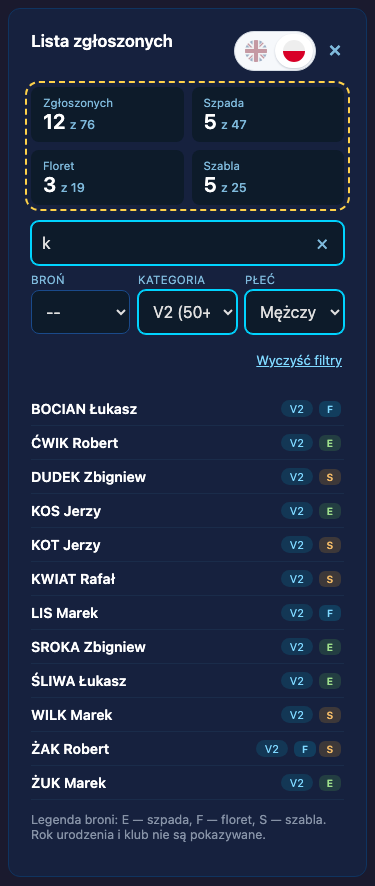 Lista zgłoszonych
×
Zgłoszonych
12 z 76
Szpada
5 z 47
Floret
3 z 19
Szabla
5 z 25
k
×
BROŃ
KATEGORIA
PŁEĆ
--
V2 (50+
Mężczy
Wyczyść filtry
BOCIAN Łukasz V2 F
ĆWIK Robert V2 E
DUDEK Zbigniew V2 S
KOS Jerzy V2 E
KOT Jerzy V2 S
KWIAT Rafał V2 S
LIS Marek V2 F
SROKA Zbigniew V2 E
ŚLIWA Łukasz V2 E
WILK Marek V2 S
ŻAK Robert V2 F S
ŻUK Marek V2 E
Legenda broni: E — szpada, F — floret, S — szabla.
Rok urodzenia i klub nie są pokazywane.